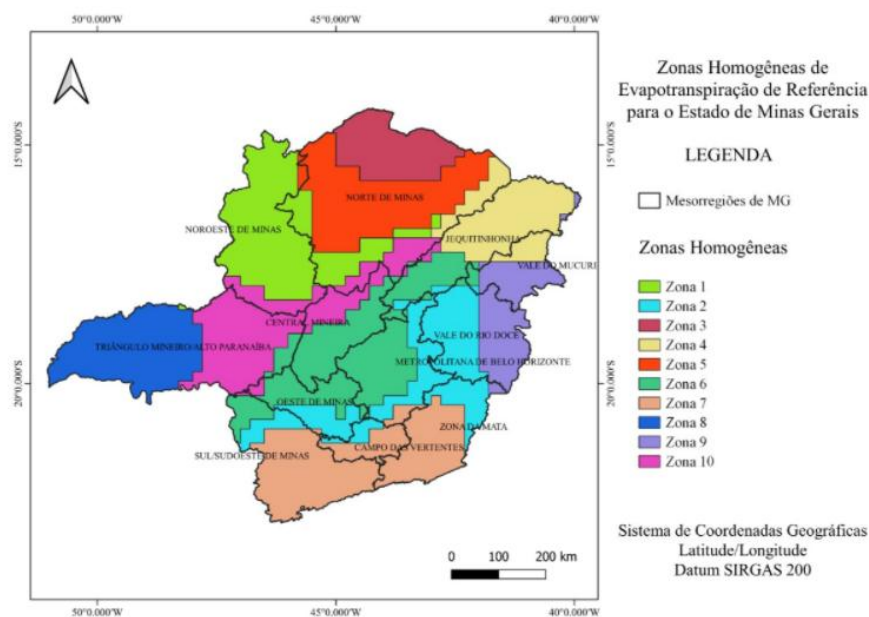 50°0.000'W 45°0.000'W 40°0.000'W
15°0.000'S 15°0.000'S
20°0.000'S 20°0.000'S
NORTE DE MINAS
NOROESTE DE MINAS
JEQUITINHONHA
VALE DO MUCURI
CENTRAL MINEIRA
VALE DO RIO DOCE
TRIÂNGULO MINEIRO/ALTO PARANAÍBA
METROPOLITANA DE BELO HORIZONTE
OESTE DE MINAS
ZONA DA MATA
CAMPO DAS VERTENTES
SUL/SUDOESTE DE MINAS
0 100 200 km
50°0.000'W 45°0.000'W 40°0.000'W
Zonas Homogêneas de
Evapotranspiração de Referência
para o Estado de Minas Gerais
LEGENDA
Mesorregiões de MG
Zonas Homogêneas
Zona 1
Zona 2
Zona 3
Zona 4
Zona 5
Zona 6
Zona 7
Zona 8
Zona 9
Zona 10
Sistema de Coordenadas Geográficas
Latitude/Longitude
Datum SIRGAS 200